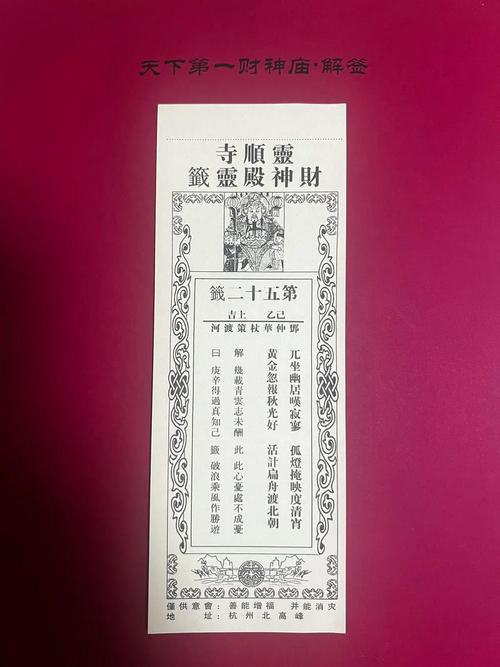 天下第一财神庙·解签
靈順寺
財神殿靈籤
第五十二籤
己乙　上吉
鄧仲華杖策渡河
兀坐幽居嘆寂寥　孤燈掩映度清宵
黃金忽報秋光好　活計扁舟渡北朝
解　幾載青雲志未酬　此　此心憂處不成憂
曰　庚辛得過真知己　籤　破浪乘風作勝遊
僅供意會：善能增福　并能消灾
地　址：杭州北高峰